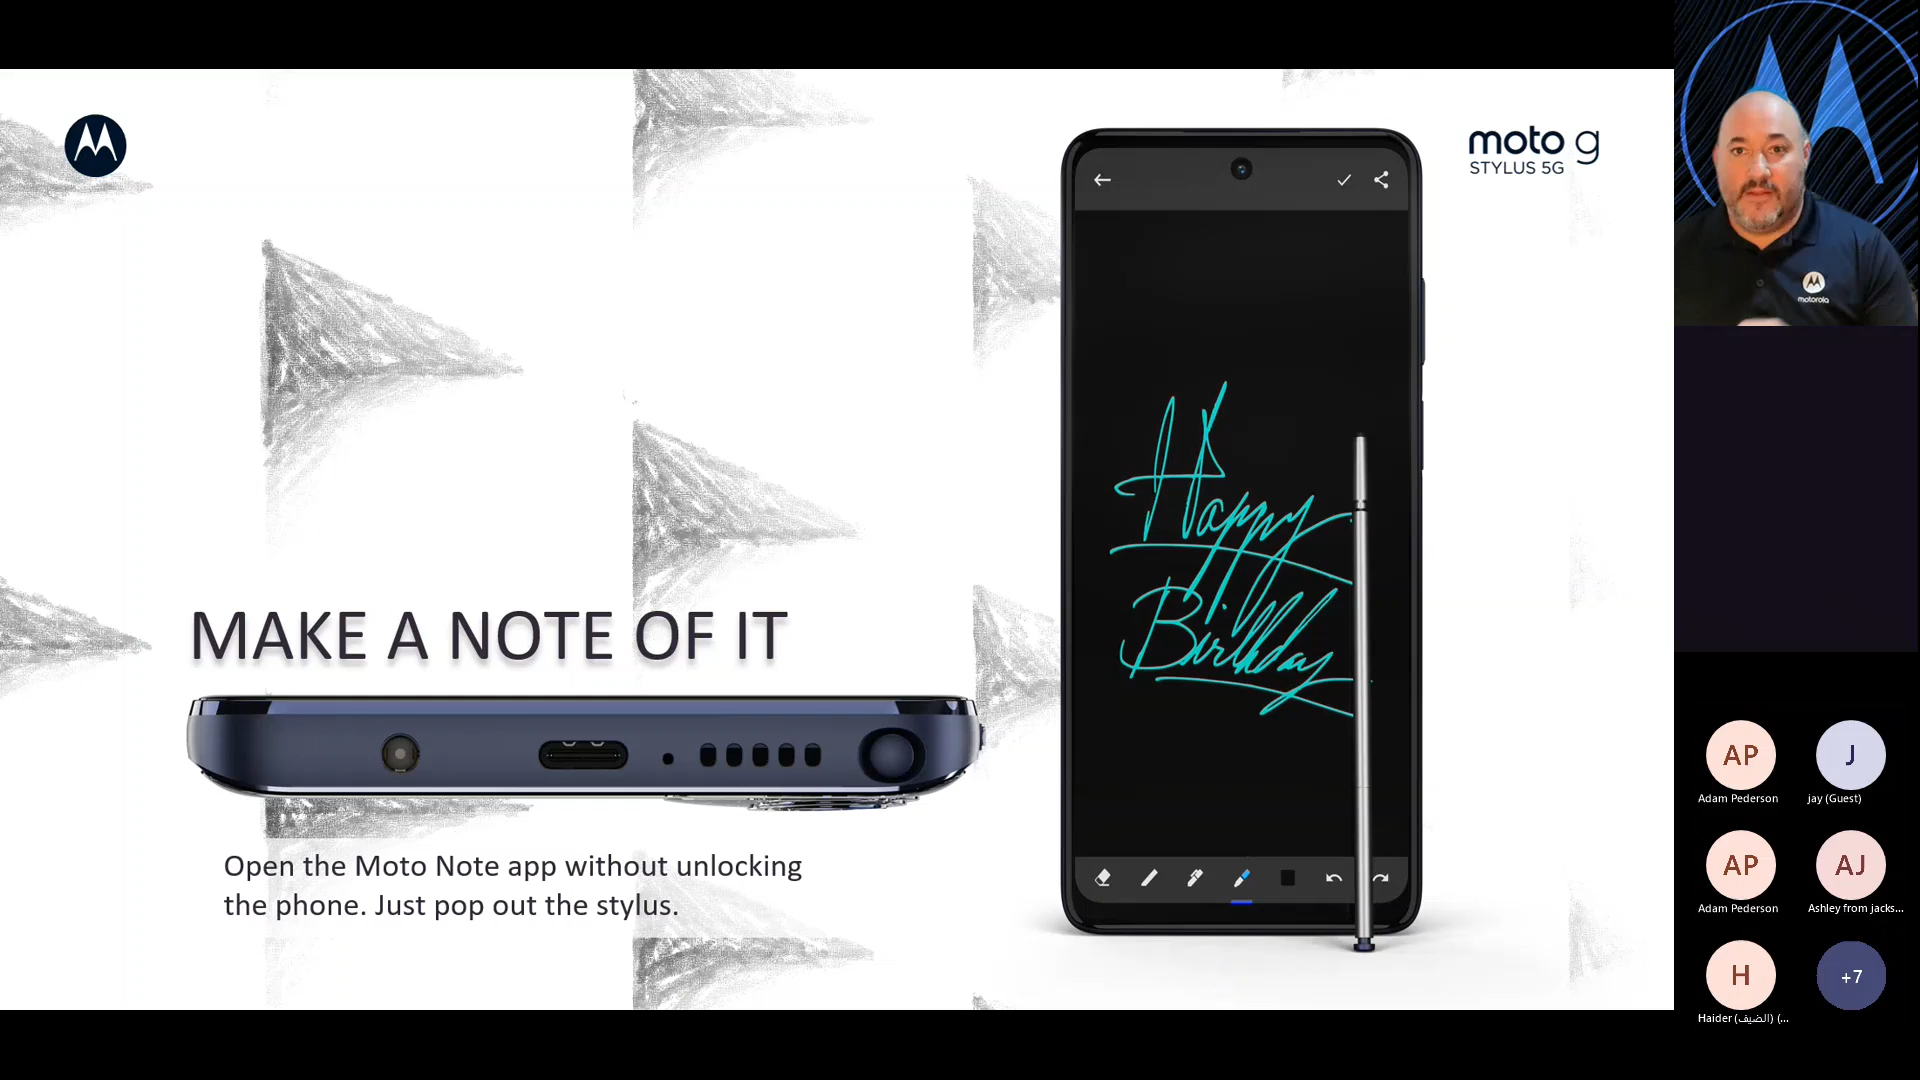 moto g
STYLUS 5G
Happy
Birthday
MAKE A NOTE OF IT
Open the Moto Note app without unlocking
the phone. Just pop out the stylus.
motorola
AP
J
Adam Pederson
jay (Guest)
AP
AJ
Adam Pederson
Ashley from jacks...
H
+7
Haider (الضيف) (...